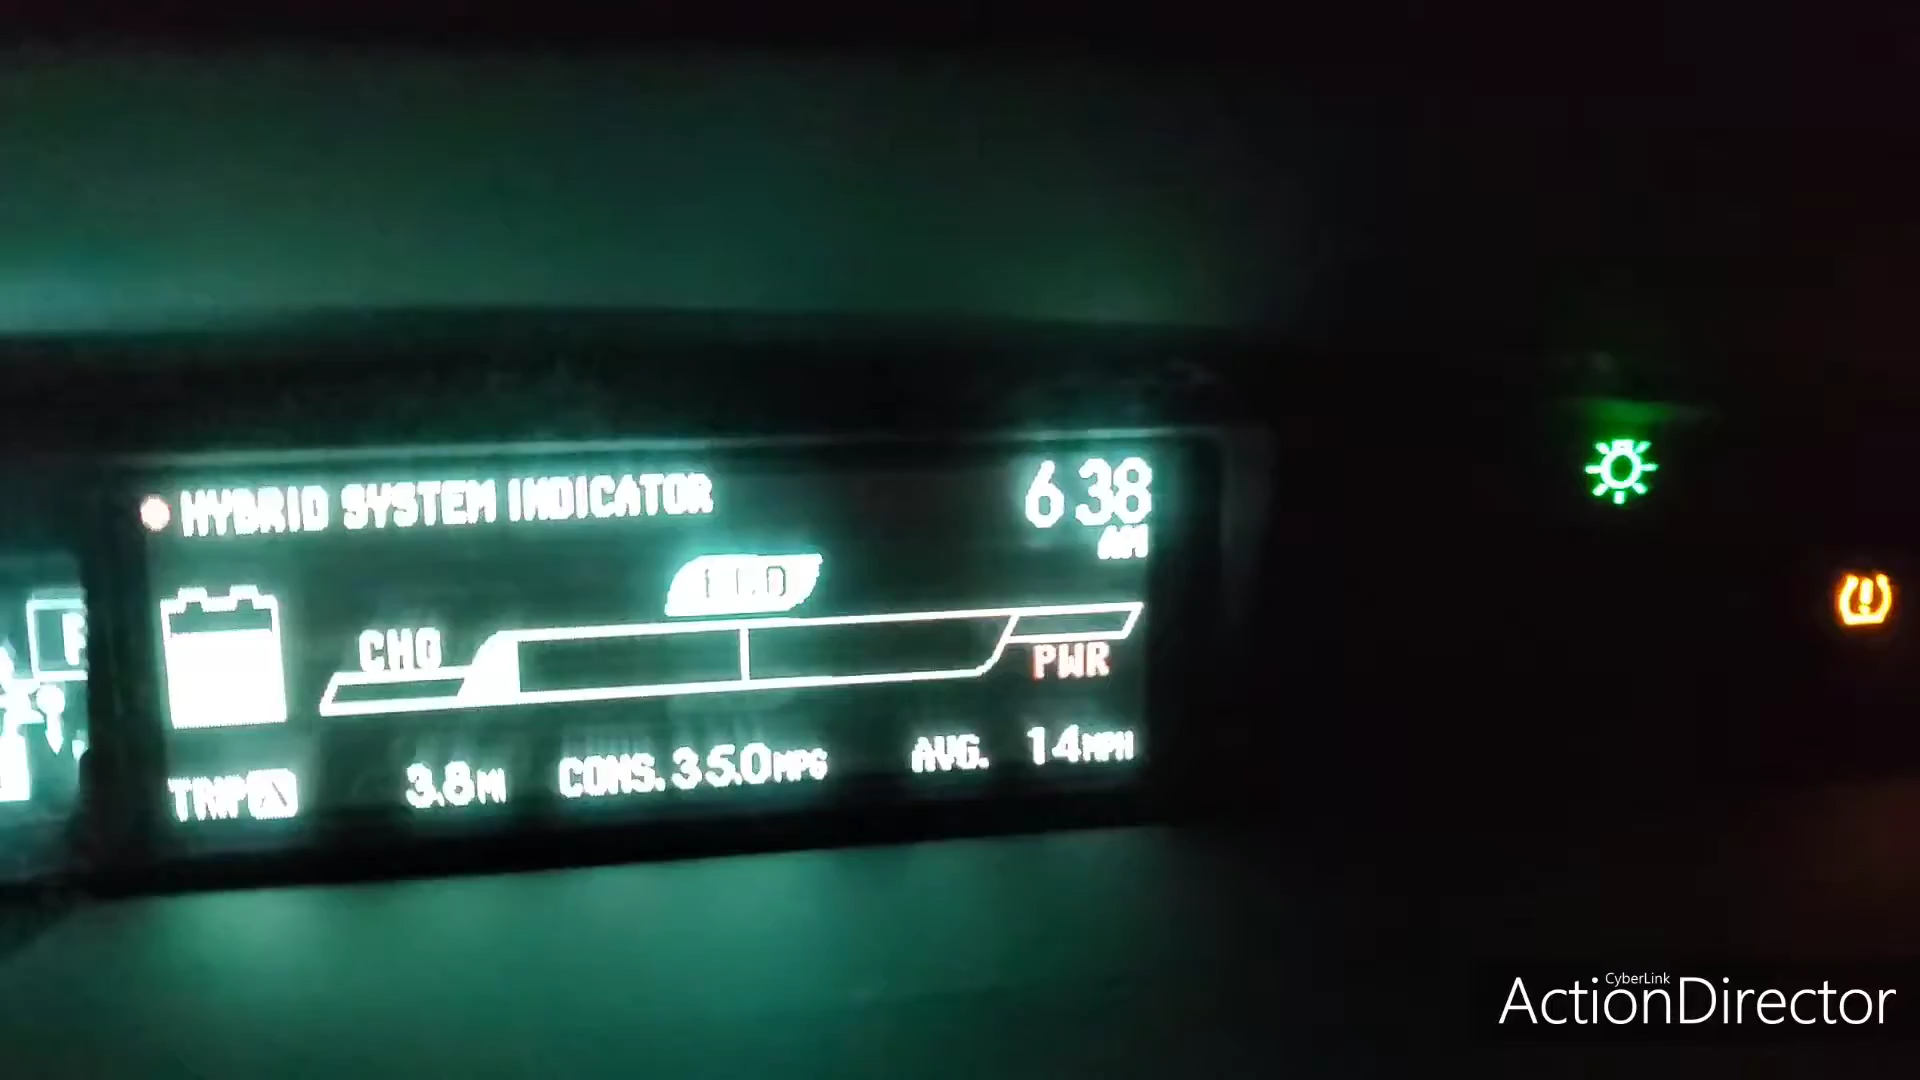 HYBRID SYSTEM INDICATOR
6 38
AM
CHG
PWR
TRIP A 3.8 MI CONS. 35.0 MPG AVG. 14 MPH
CyberLink
ActionDirector